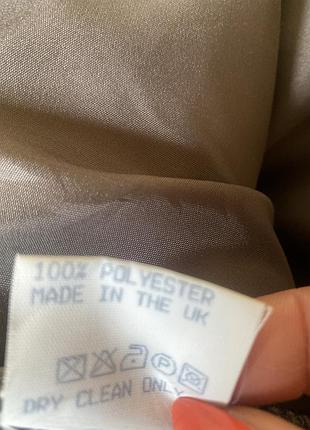 100% POLYESTER
MADE IN THE UK
DRY CLEAN ONLY